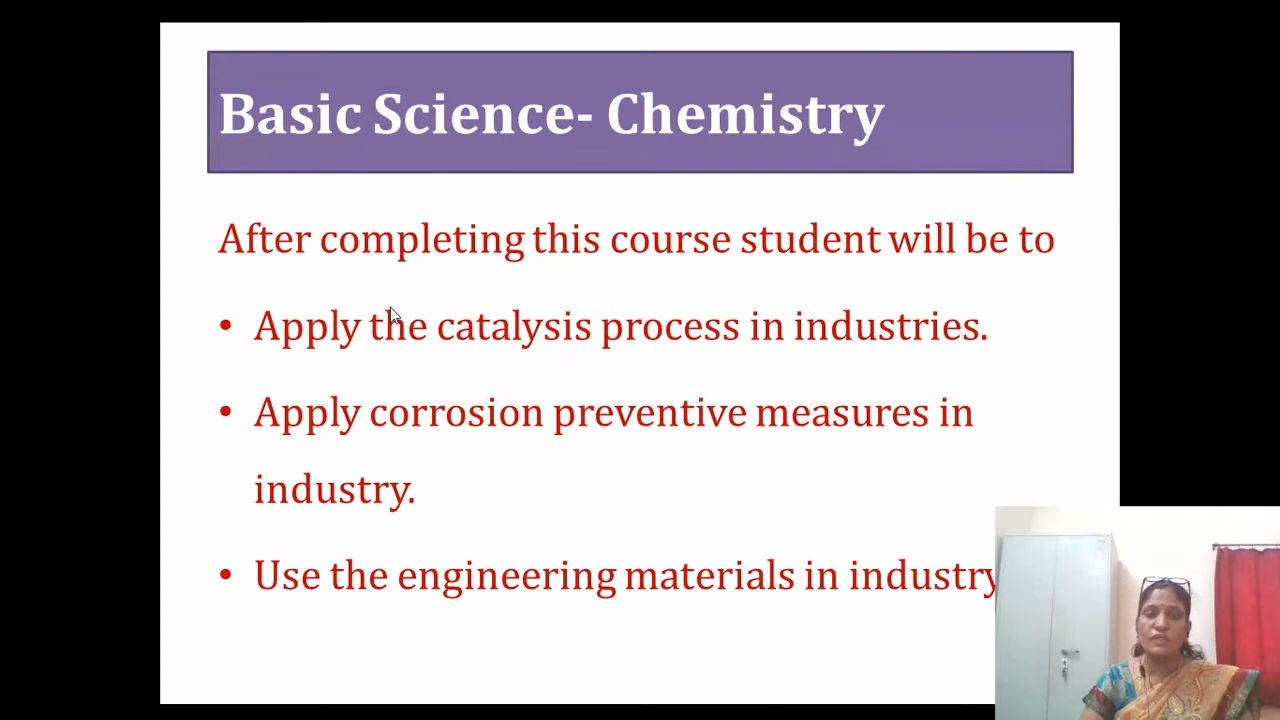 Basic Science- Chemistry
After completing this course student will be to
• Apply the catalysis process in industries.
• Apply corrosion preventive measures in
industry.
• Use the engineering materials in industry